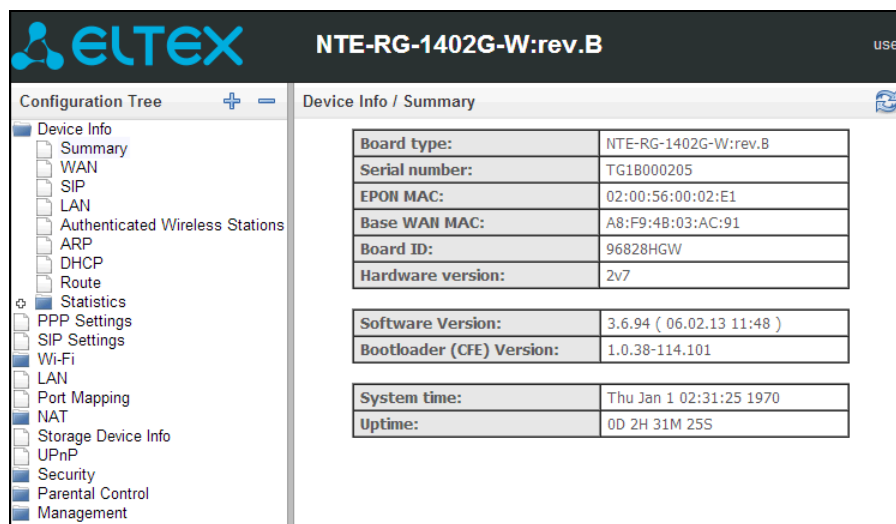 ELTEX
NTE-RG-1402G-W:rev.B
use
Configuration Tree
Device Info / Summary
Device Info
Summary
WAN
SIP
LAN
Authenticated Wireless Stations
ARP
DHCP
Route
Statistics
PPP Settings
SIP Settings
Wi-Fi
LAN
Port Mapping
NAT
Storage Device Info
UPnP
Security
Parental Control
Management
Board type: NTE-RG-1402G-W:rev.B
Serial number: TG1B000205
EPON MAC: 02:00:56:00:02:E1
Base WAN MAC: A8:F9:4B:03:AC:91
Board ID: 96828HGW
Hardware version: 2v7
Software Version: 3.6.94 ( 06.02.13 11:48 )
Bootloader (CFE) Version: 1.0.38-114.101
System time: Thu Jan 1 02:31:25 1970
Uptime: 0D 2H 31M 25S